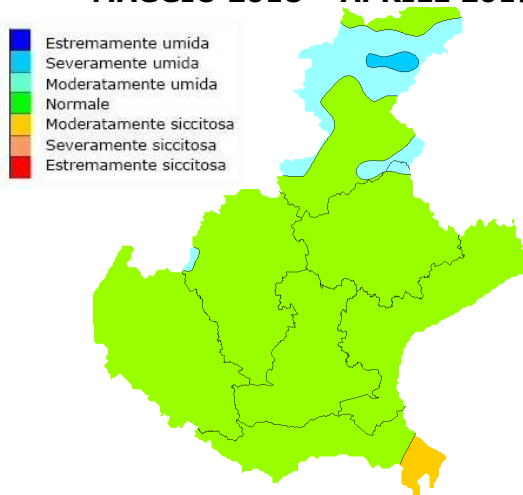 Estremamente umida
Severamente umida
Moderatamente umida
Normale
Moderatamente siccitosa
Severamente siccitosa
Estremamente siccitosa